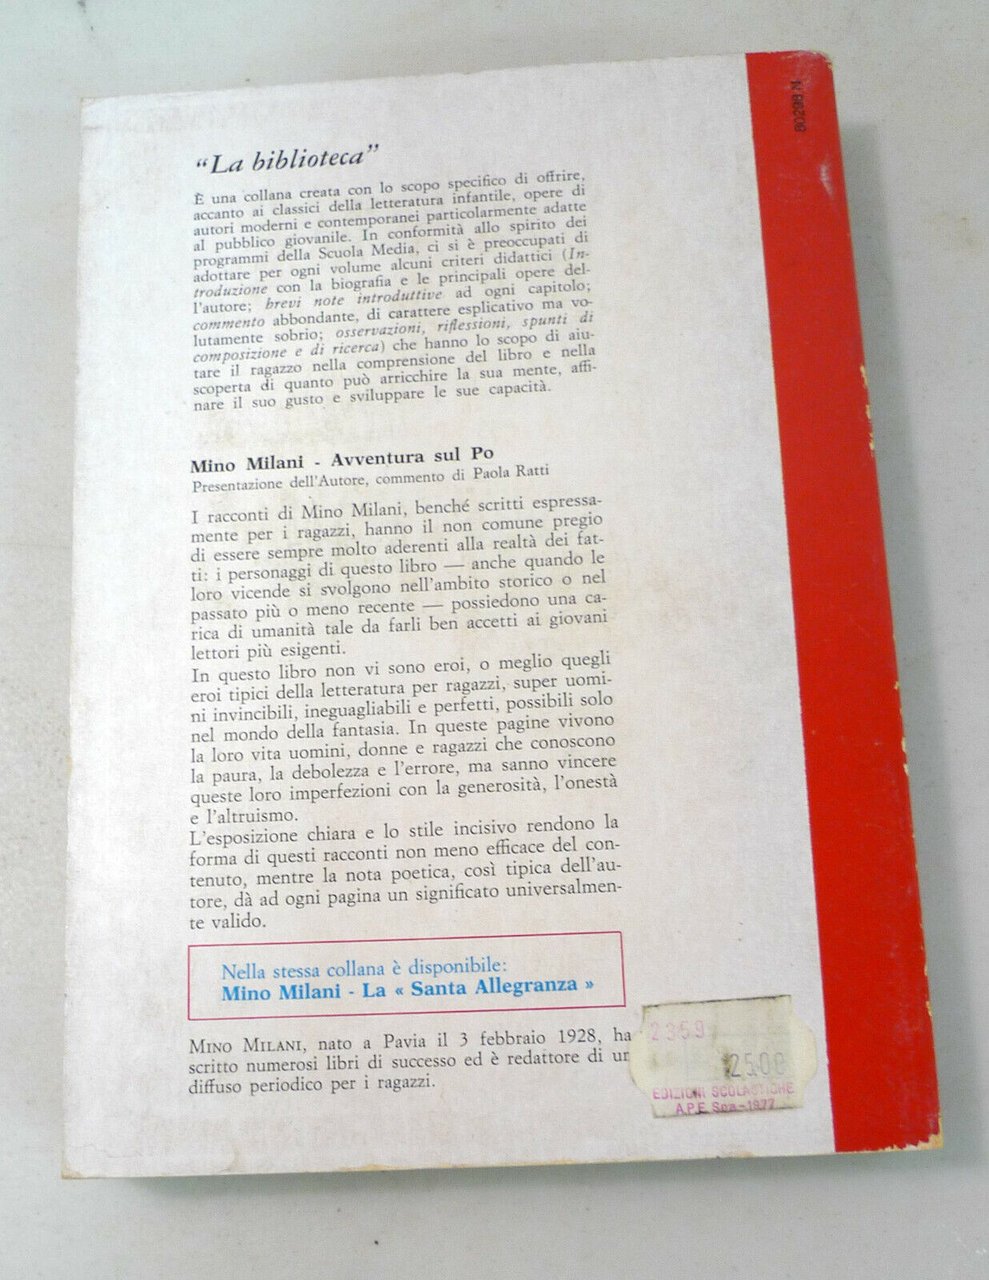 80298 N
“La biblioteca”
È una collana creata con lo scopo specifico di offrire,
accanto ai classici della letteratura infantile, opere di
autori moderni e contemporanei particolarmente adatte
al pubblico giovanile. In conformità allo spirito dei
programmi della Scuola Media, ci si è preoccupati di
adottare per ogni volume alcuni criteri didattici (In-
troduzione con la biografia e le principali opere del-
l'autore; brevi note introduttive ad ogni capitolo;
commento abbondante, di carattere esplicativo ma vo-
lutamente sobrio; osservazioni, riflessioni, spunti di
composizione e di ricerca) che hanno lo scopo di aiu-
tare il ragazzo nella comprensione del libro e nella
scoperta di quanto può arricchire la sua mente, affi-
nare il suo gusto e sviluppare le sue capacità.
Mino Milani - Avventura sul Po
Presentazione dell'Autore, commento di Paola Ratti
I racconti di Mino Milani, benché scritti espressa-
mente per i ragazzi, hanno il non comune pregio
di essere sempre molto aderenti alla realtà dei fat-
ti: i personaggi di questo libro — anche quando le
loro vicende si svolgono nell'ambito storico o nel
passato più o meno recente — possiedono una ca-
rica di umanità tale da farli ben accetti ai giovani
lettori più esigenti.
In questo libro non vi sono eroi, o meglio quegli
eroi tipici della letteratura per ragazzi, super uomi-
ni invincibili, ineguagliabili e perfetti, possibili solo
nel mondo della fantasia. In queste pagine vivono
la loro vita uomini, donne e ragazzi che conoscono
la paura, la debolezza e l'errore, ma sanno vincere
queste loro imperfezioni con la generosità, l'onestà
e l'altruismo.
L'esposizione chiara e lo stile incisivo rendono la
forma di questi racconti non meno efficace del con-
tenuto, mentre la nota poetica, così tipica dell'au-
tore, dà ad ogni pagina un significato universalmen-
te valido.
Nella stessa collana è disponibile:
Mino Milani - La « Santa Allegranza »
MINO MILANI, nato a Pavia il 3 febbraio 1928, ha
scritto numerosi libri di successo ed è redattore di un
diffuso periodico per i ragazzi.
2359
2500
EDIZIONI SCOLASTICHE
A.P.E. Spa-1977